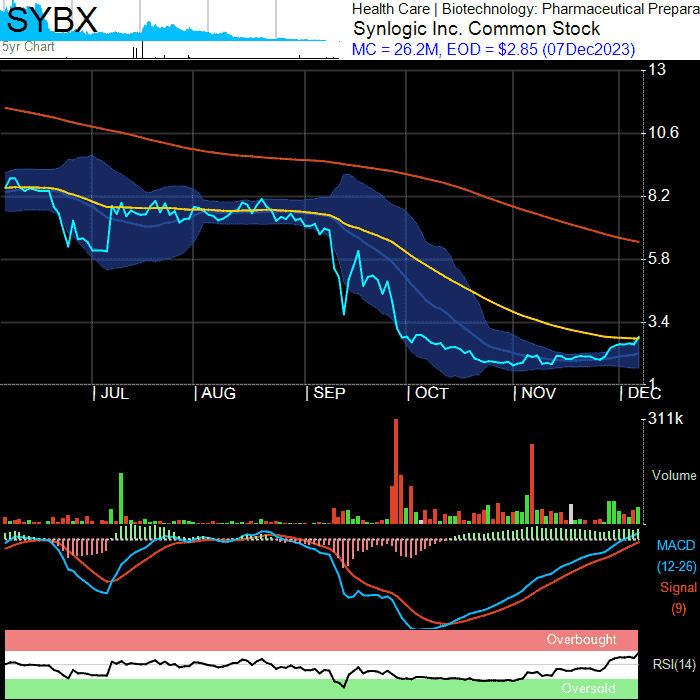 SYBX
5yr Chart
Health Care | Biotechnology: Pharmaceutical Prepara
Synlogic Inc. Common Stock
MC = 26.2M, EOD = $2.85 (07Dec2023)
13
10.6
8.2
5.8
3.4
1
| JUL | AUG | SEP | OCT | NOV | DEC
311k
Volume
MACD
(12-26)
Signal
(9)
Overbought
RSI(14)
Oversold